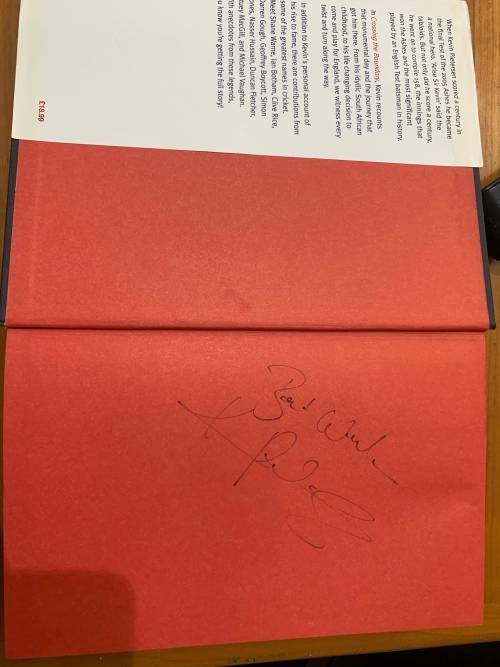 When Kevin Pietersen scored a century in
the final Test of the 2005 Ashes he became
a national hero. 'Arise Sir Kevin' said the
tabloids. But not only did he score a century,
he went on to compile 158, the innings that
won the Ashes and the most significant
played by an English Test batsman in history.
In Crossing the Boundary, Kevin recounts
that monumental day and the journey that
got him there. From his idyllic South African
childhood, to his life changing decision to
come and play for England, we witness every
twist and turn along the way.
In addition to Kevin's personal account of
his rise to fame, there are contributions from
some of the greatest names in cricket.
Meet Shane Warne, Ian Botham, Clive Rice,
Darren Gough, Geoffrey Boycott, Simon
ones, Nasser Hussain, Duncan Fletcher,
tuey MacGill, and Michael Vaughan.
ith anecdotes from these legends,
u know you're getting the full story!
£18.99
Best Wishes